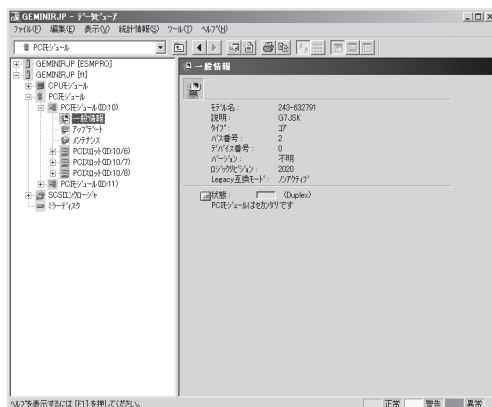 GEMINIRJP - ﾃﾞｰﾀﾋﾞｭｰｱ
ﾌｧｲﾙ(F) 編集(E) 表示(V) 統計情報(S) ﾂｰﾙ(T) ﾍﾙﾌﾟ(H)
PCIﾓｼﾞｭｰﾙ
GEMINIRJP [ESMPRO]
GEMINIRJP [ft]
CPUﾓｼﾞｭｰﾙ
PCIﾓｼﾞｭｰﾙ
PCIﾓｼﾞｭｰﾙ(ID:10)
一般情報
ｱｯﾌﾟﾃﾞｰﾄ
ﾒﾝﾃﾅﾝｽ
PCIｽﾛｯﾄ(ID:10/6)
PCIｽﾛｯﾄ(ID:10/7)
PCIｽﾛｯﾄ(ID:10/8)
PCIﾓｼﾞｭｰﾙ(ID:11)
SCSIｴﾝｸﾛｰｼﾞｬ
ﾐﾗｰﾃﾞｨｽｸ
一般情報
ﾓﾃﾞﾙ名： 243-632791
説明： G7JSK
ﾀｲﾌﾟ： ｺｱ
ﾊﾞｽ番号： 2
ﾃﾞﾊﾞｲｽ番号： 0
ﾊﾞｰｼﾞｮﾝ： 不明
ﾛｼﾞｯｸﾘﾋﾞｼﾞｮﾝ： 2020
Legacy互換ﾓｰﾄﾞ： ﾉﾝｱｸﾃｨﾌﾞ
状態： (Duplex)
PCIﾓｼﾞｭｰﾙはｾｶﾝﾀﾞﾘです
ﾍﾙﾌﾟを表示するには [F1] を押してください。 正常 警告 異常